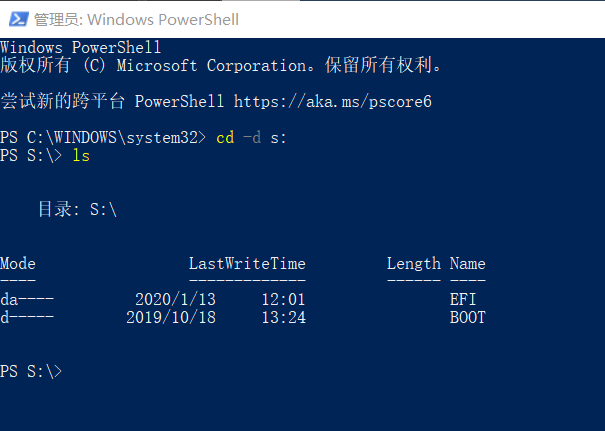 管理员: Windows PowerShell
Windows PowerShell
版权所有 (C) Microsoft Corporation。保留所有权利。
尝试新的跨平台 PowerShell https://aka.ms/pscore6
PS C:\WINDOWS\system32> cd -d s:
PS S:\> ls
目录: S:\
Mode LastWriteTime Length Name
---- ------------- ------ ----
da---- 2020/1/13 12:01 EFI
d----- 2019/10/18 13:24 BOOT
PS S:\>